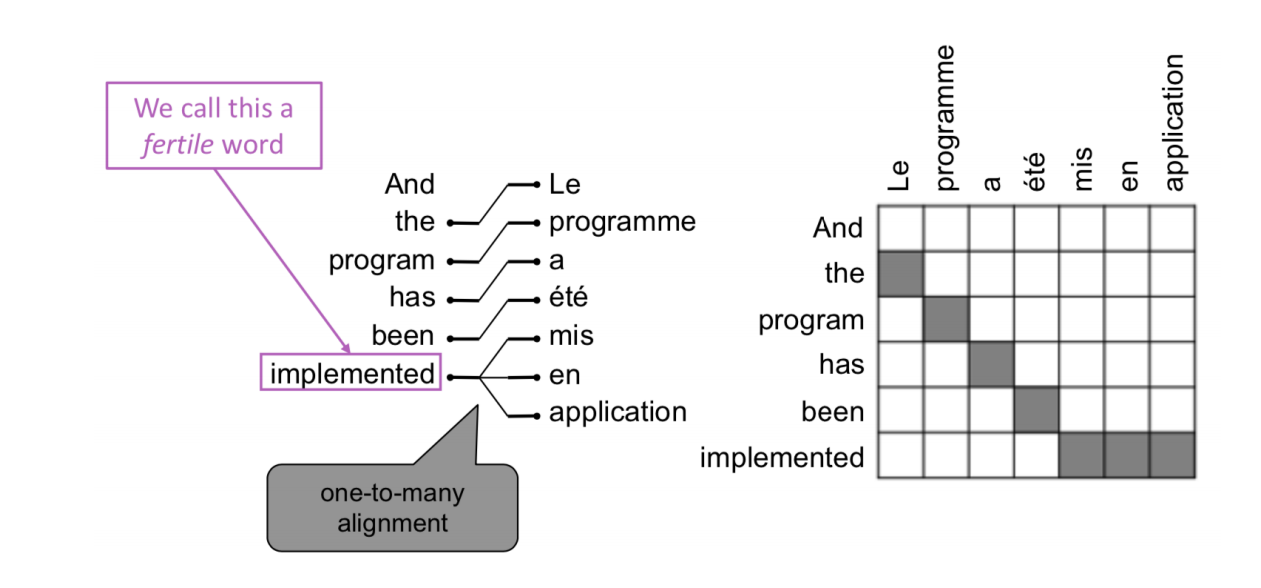 We call this a
fertile word
And
Le
the
programme
program
a
has
été
been
mis
implemented
en
application
one-to-many
alignment
Le
programme
a
été
mis
en
application
And
the
program
has
been
implemented